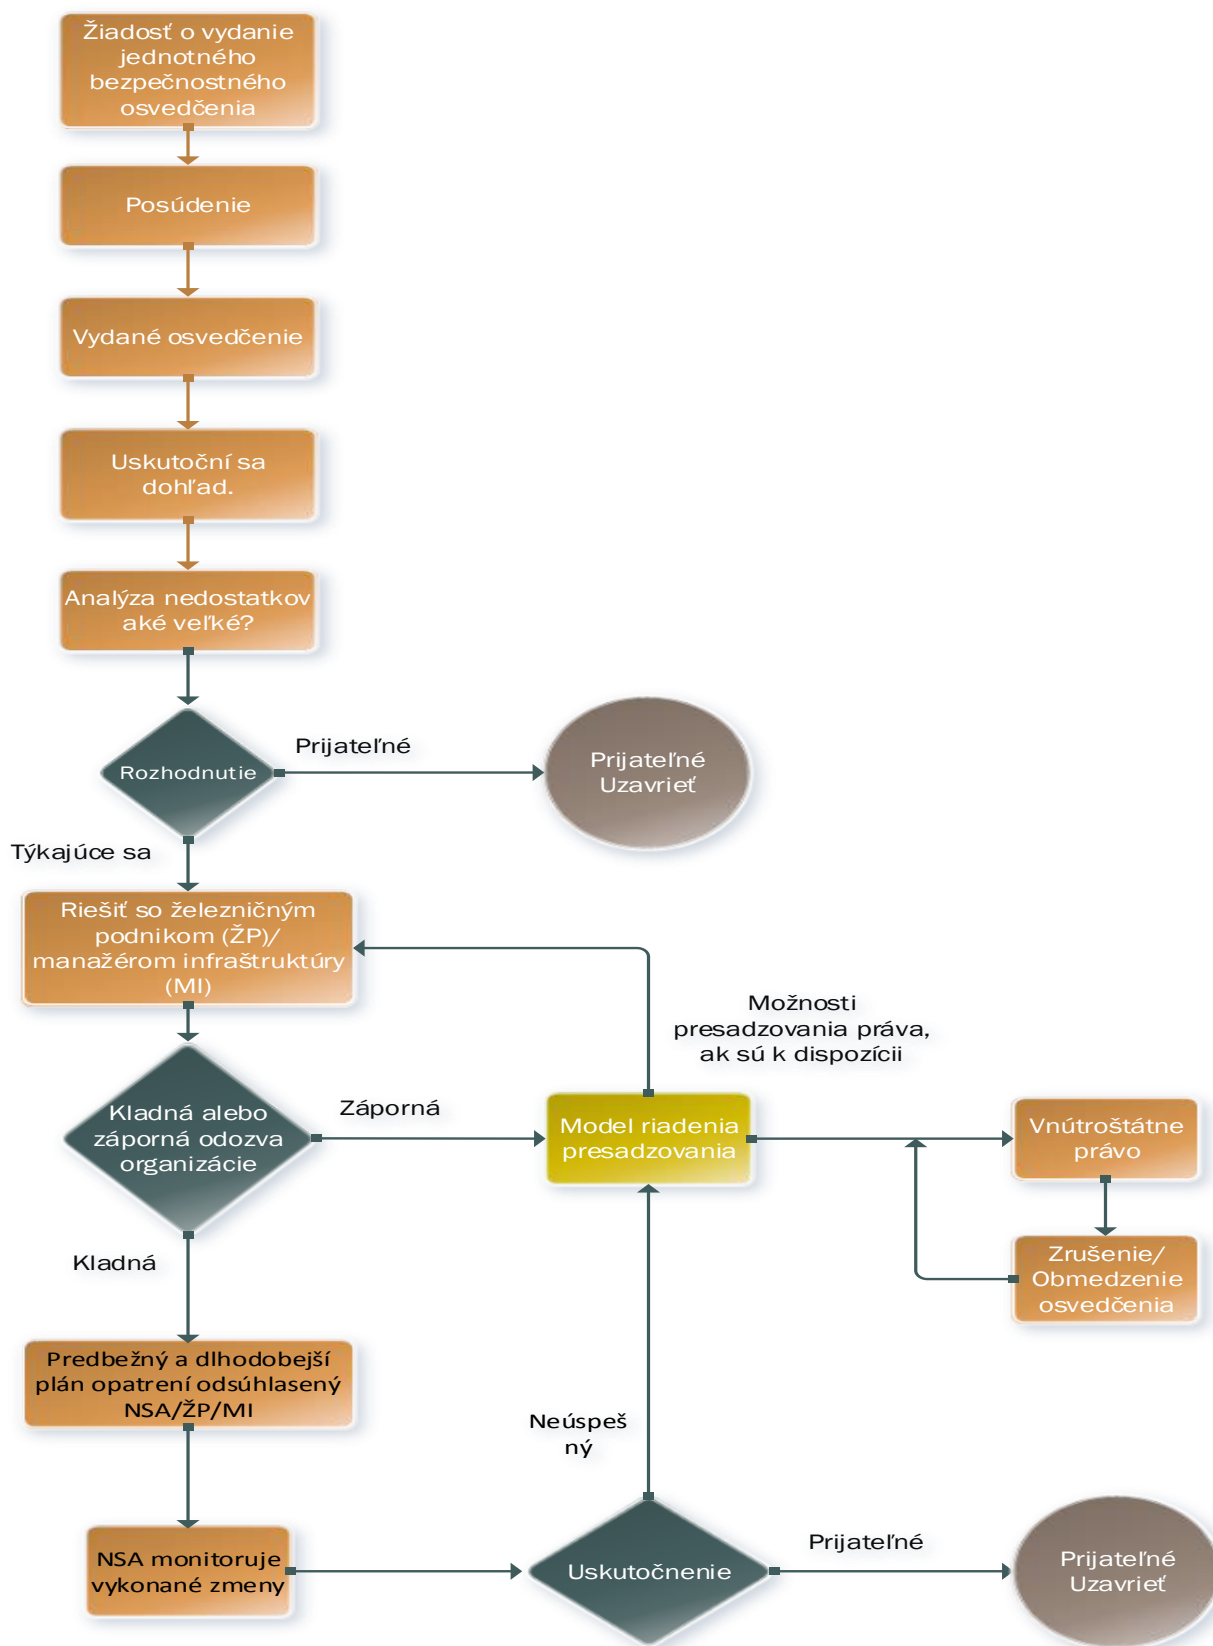 Žiadosť o vydanie
jednotného
bezpečnostného
osvedčenia
Posúdenie
Vydané osvedčenie
Uskutoční sa
dohľad.
Analýza nedostatkov
aké veľké?
Rozhodnutie
Prijateľné
Prijateľné
Uzavrieť
Týkajúce sa
Riešiť so železničným
podnikom (ŽP)/
manažérom infraštruktúry
(MI)
Možnosti
presadzovania práva,
ak sú k dispozícii
Kladná alebo
záporná odozva
organizácie
Záporná
Model riadenia
presadzovania
Vnútroštátne
právo
Zrušenie/
Obmedzenie
osvedčenia
Kladná
Predbežný a dlhodobejší
plán opatrení odsúhlasený
NSA/ŽP/MI
Neúspeš
ný
NSA monitoruje
vykonané zmeny
Uskutočnenie
Prijateľné
Prijateľné
Uzavrieť